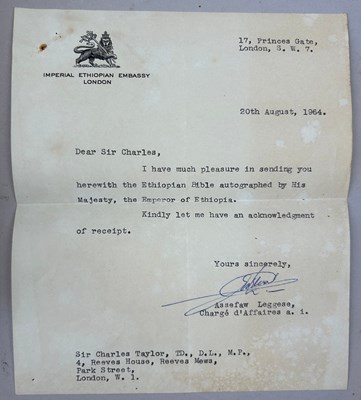 17, Princes Gate,
London, S. W. 7.
IMPERIAL ETHIOPIAN EMBASSY
LONDON
20th August, 1964.
Dear Sir Charles,
I have much pleasure in sending you
herewith the Ethiopian Bible autographed by His
Majesty, the Emperor of Ethiopia.
Kindly let me have an acknowledgment
of receipt.
Yours sincerely,
Assefaw Leggese,
Chargé d'Affaires a. i.
Sir Charles Taylor, TD., D.L., M.P.,
4, Reeves House, Reeves Mews,
Park Street,
London, W. 1.